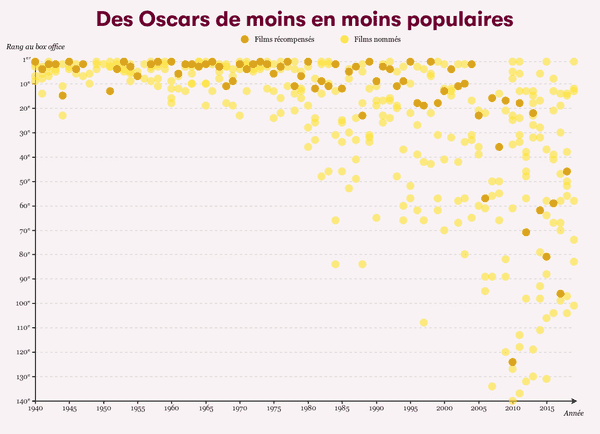 Des Oscars de moins en moins populaires
Films récompensés
Films nommés
Rang au box office
1er
10e
20e
30e
40e
50e
60e
70e
80e
90e
100e
110e
120e
130e
140e
1940 1945 1950 1955 1960 1965 1970 1975 1980 1985 1990 1995 2000 2005 2010 2015
Année